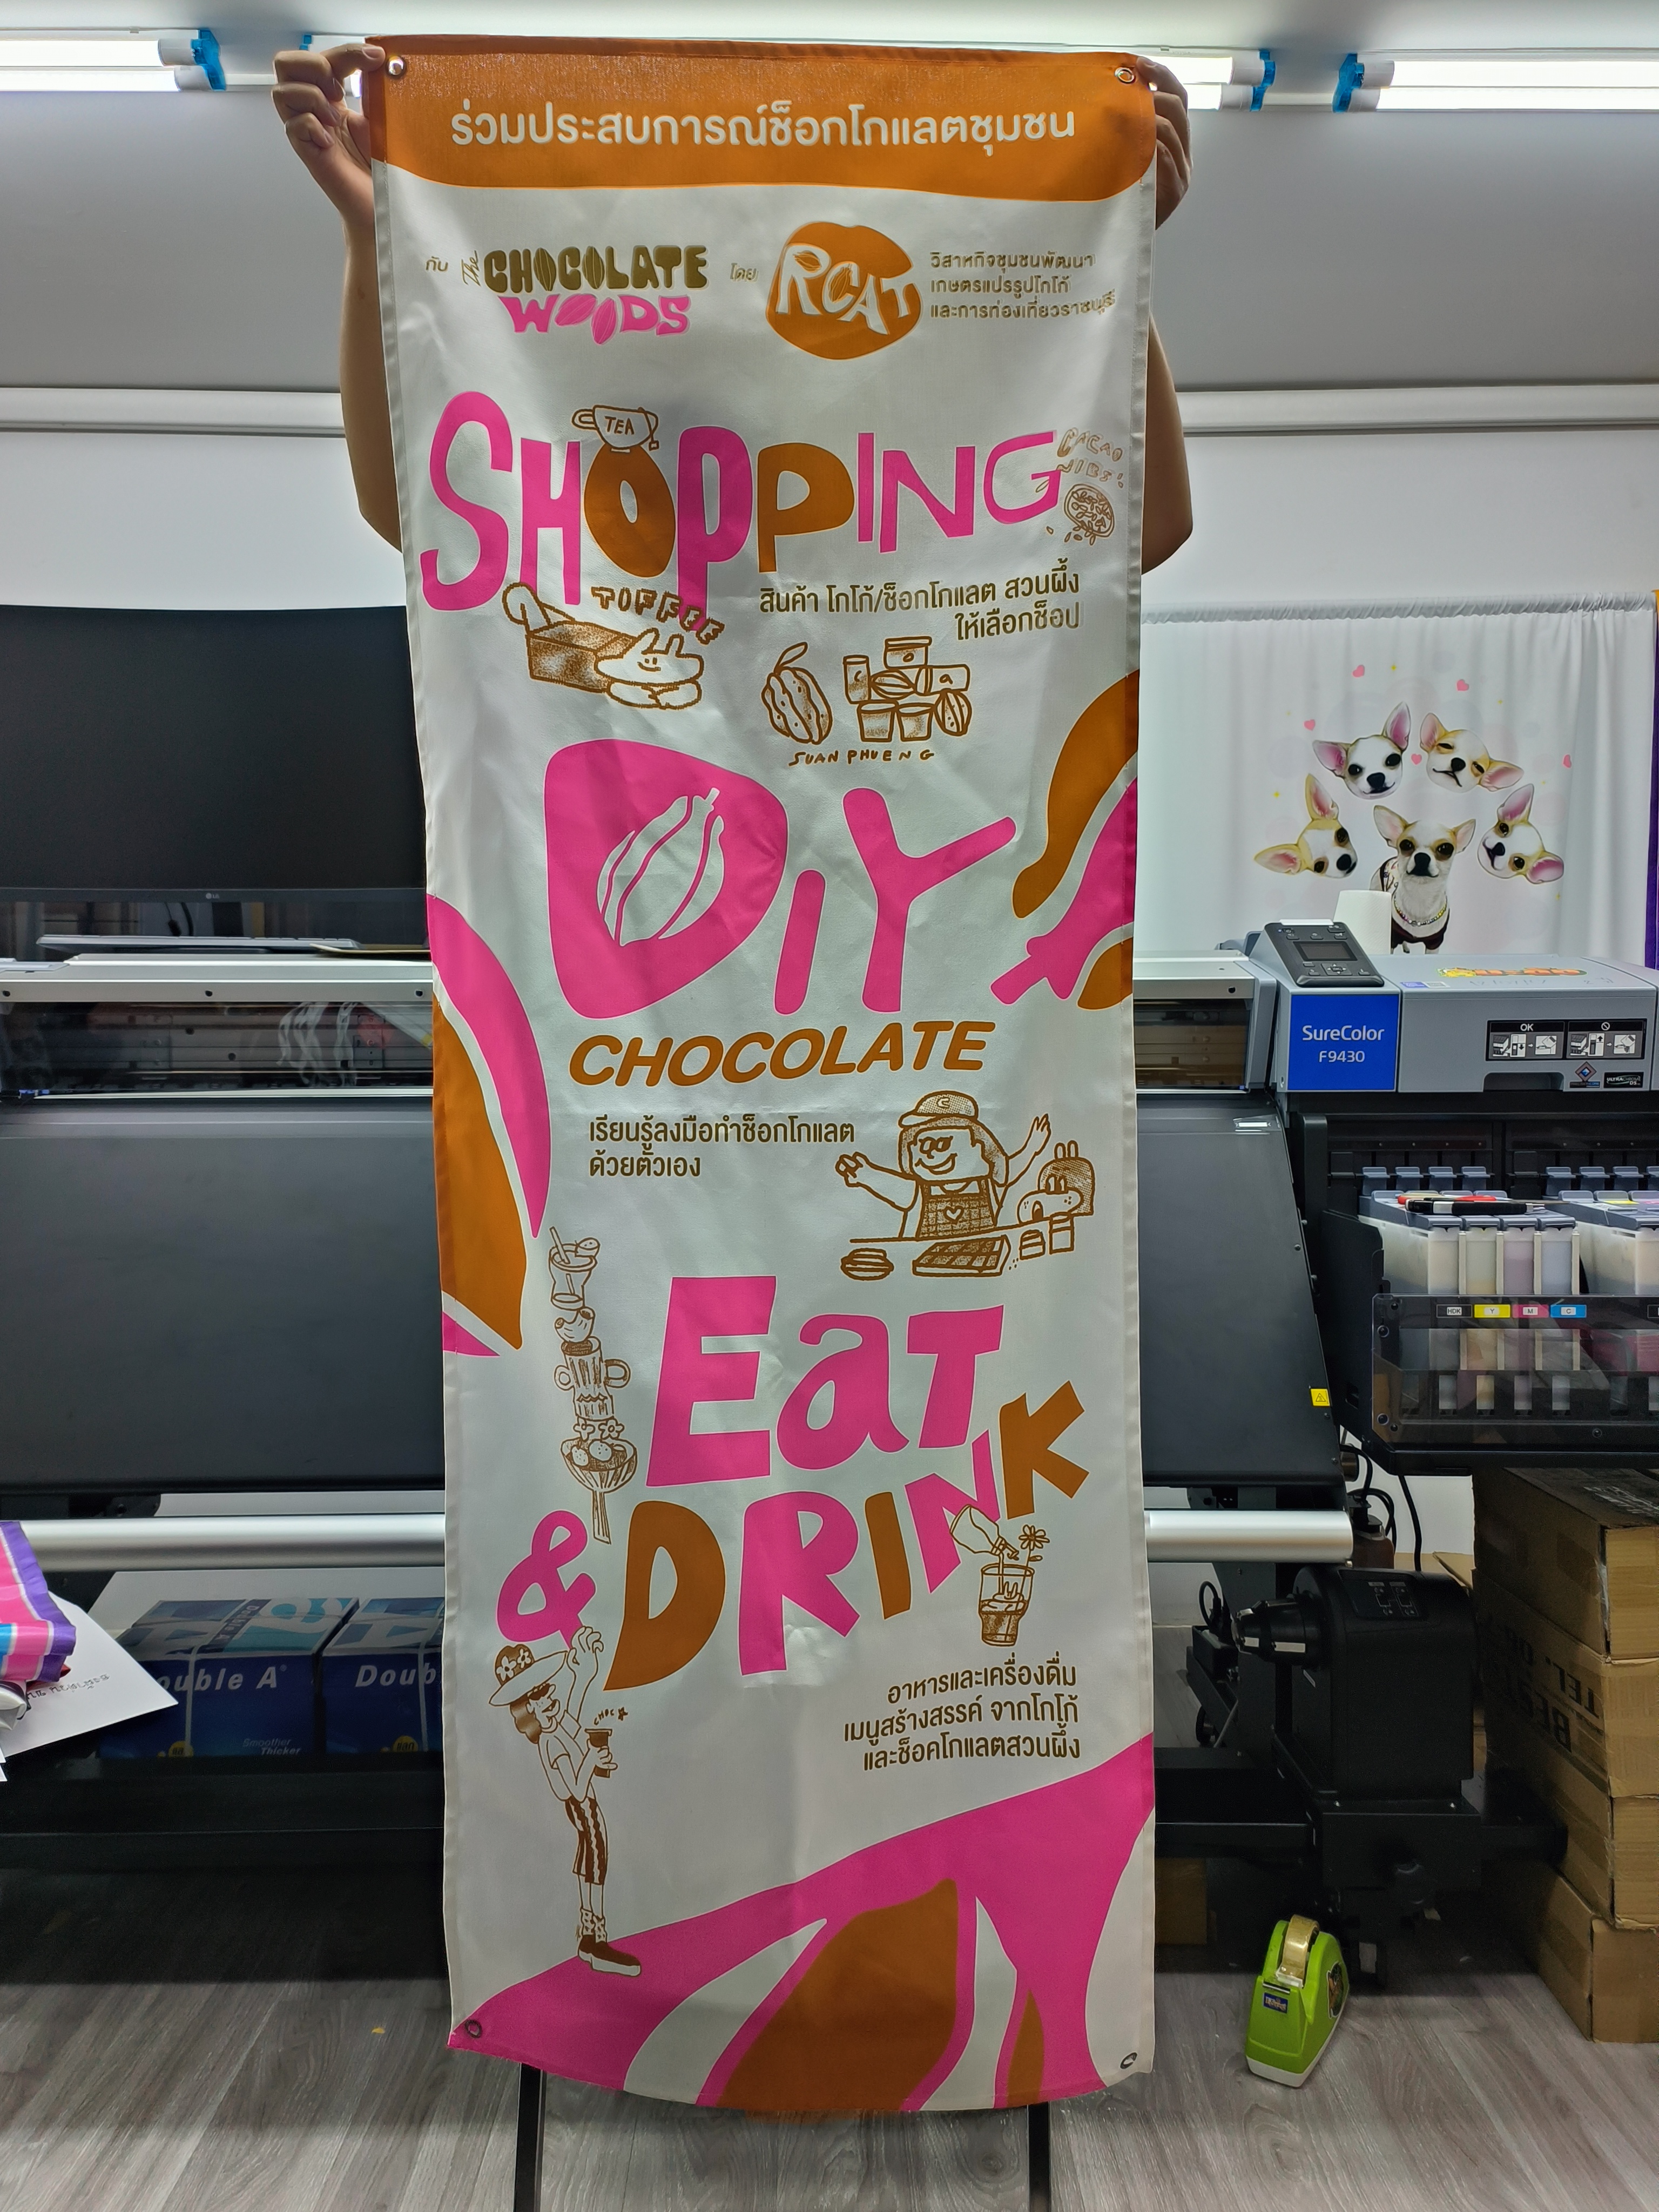 ร่วมประสบการณ์ช็อกโกแลตชุมชน
กับ The CHOCOLATE WOODS โดย RCAT
วิสาหกิจชุมชนพัฒนา
เกษตรแปรรูปโกโก้
และการท่องเที่ยวราชบุรี
SHOPPING
TEA
CACAO
NIBS!
TOFFEE
สินค้า โกโก้/ช็อกโกแลต สวนผึ้ง
ให้เลือกช็อป
SUAN PHUENG
DIY
CHOCOLATE
เรียนรู้ลงมือทำช็อกโกแลต
ด้วยตัวเอง
C
Eat
& DRINK
CHOC
อาหารและเครื่องดื่ม
เมนูสร้างสรรค์ จากโกโก้
และช็อคโกแลตสวนผึ้ง
LG
SureColor
F9430
OK
HDK Y M C
Double A
Smoother
Thicker
Doub